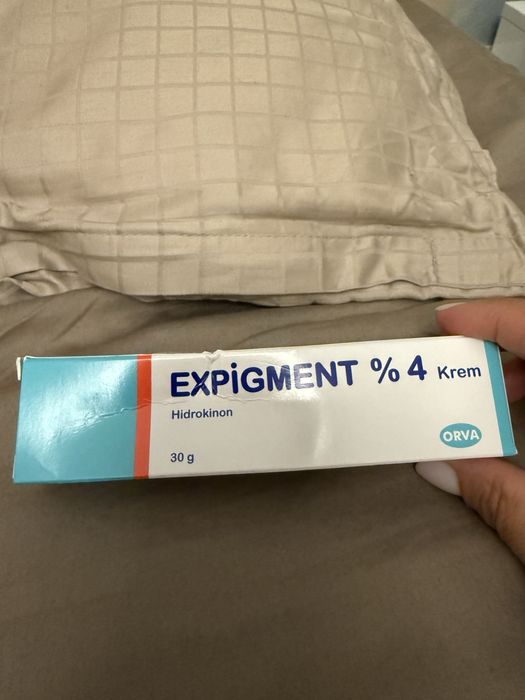 EXPiGMENT % 4 Krem
Hidrokinon
30 g
ORVA